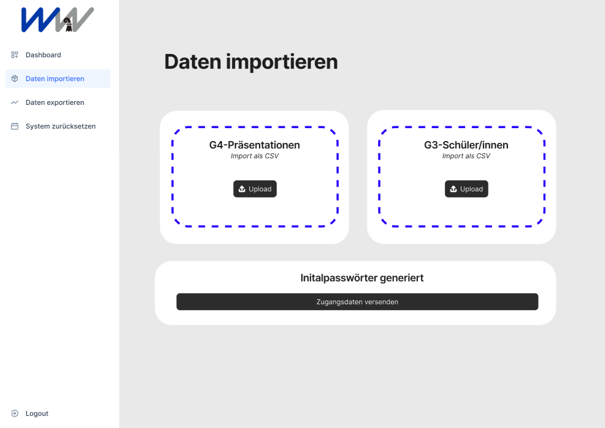 Dashboard
Daten importieren
Daten exportieren
System zurücksetzen
Logout
Daten importieren
G4-Präsentationen
Import als CSV
Upload
G3-Schüler/innen
Import als CSV
Upload
Initalpasswörter generiert
Zugangsdaten versenden